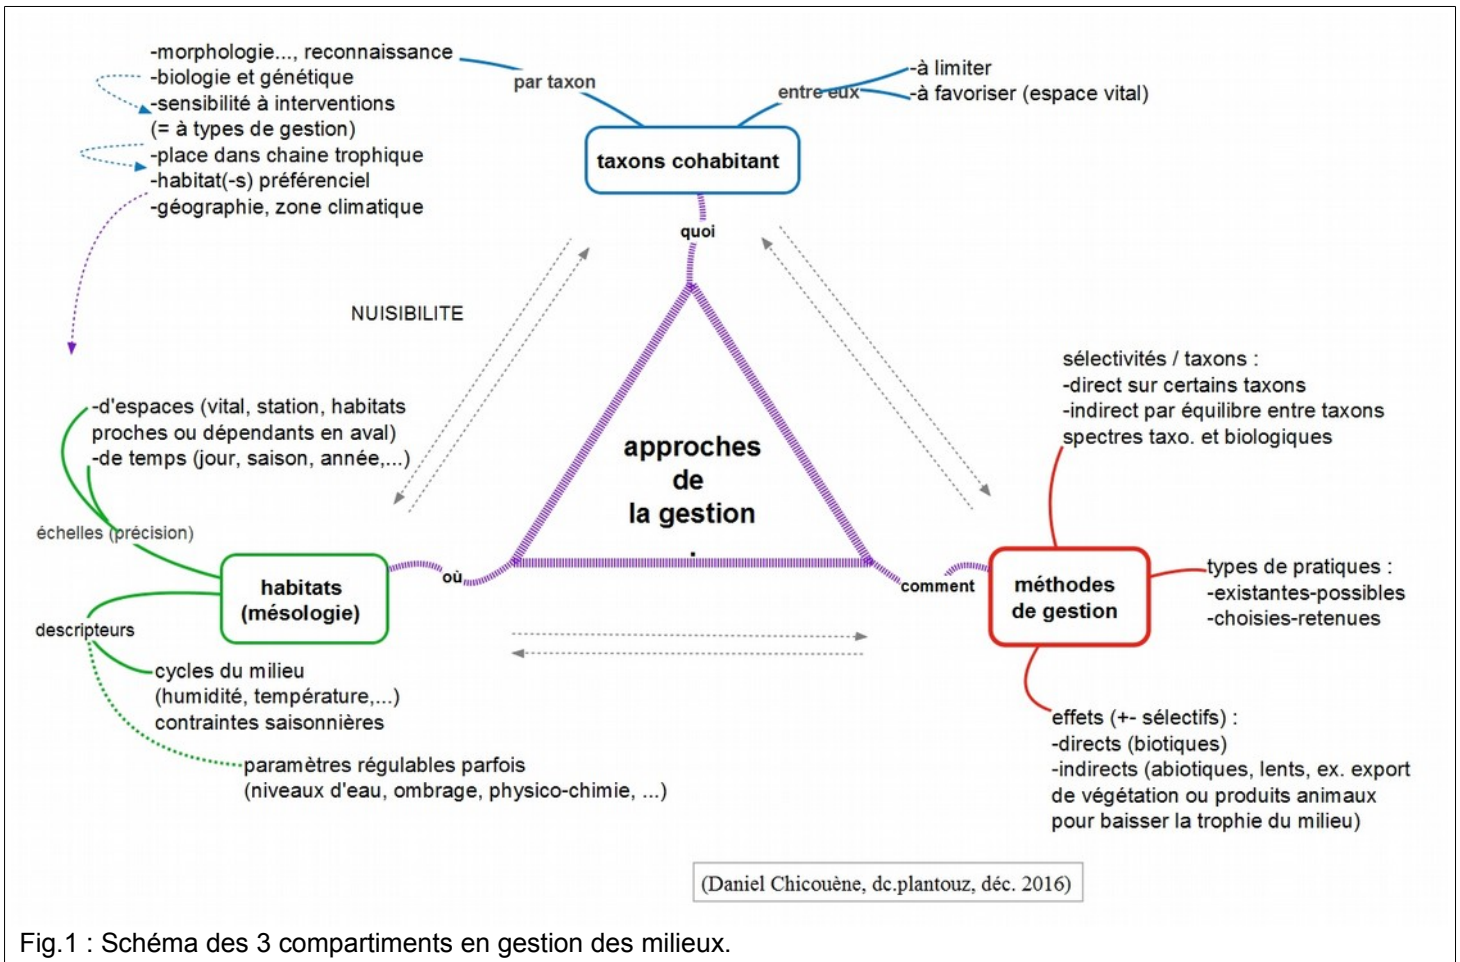 -morphologie..., reconnaissance
-biologie et génétique
-sensibilité à interventions
(= à types de gestion)
-place dans chaine trophique
-habitat(-s) préférenciel
-géographie, zone climatique
par taxon
entre eux
-à limiter
-à favoriser (espace vital)
taxons cohabitant
quoi
NUISIBILITE
approches
de
la gestion
.
-d'espaces (vital, station, habitats
proches ou dépendants en aval)
-de temps (jour, saison, année,...)
échelles (précision)
habitats
(mésologie)
où
descripteurs
cycles du milieu
(humidité, température,...)
contraintes saisonnières
paramètres régulables parfois
(niveaux d'eau, ombrage, physico-chimie, ...)
sélectivités / taxons :
-direct sur certains taxons
-indirect par équilibre entre taxons
spectres taxo. et biologiques
comment
méthodes
de gestion
types de pratiques :
-existantes-possibles
-choisies-retenues
effets (+- sélectifs) :
-directs (biotiques)
-indirects (abiotiques, lents, ex. export
de végétation ou produits animaux
pour baisser la trophie du milieu)
(Daniel Chicouène, dc.plantouz, déc. 2016)
Fig.1 : Schéma des 3 compartiments en gestion des milieux.